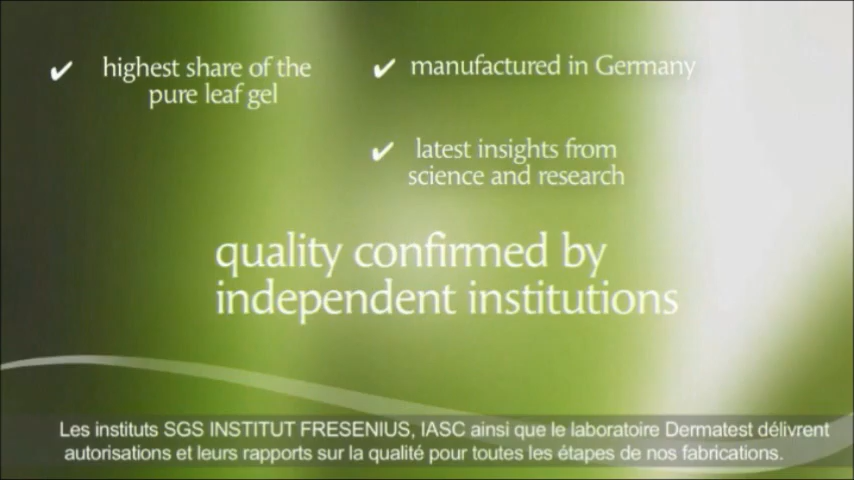 ✔ highest share of the
pure leaf gel
✔ manufactured in Germany
✔ latest insights from
science and research
quality confirmed by
independent institutions
Les instituts SGS INSTITUT FRESENIUS, IASC ainsi que le laboratoire Dermatest délivrent
autorisations et leurs rapports sur la qualité pour toutes les étapes de nos fabrications.